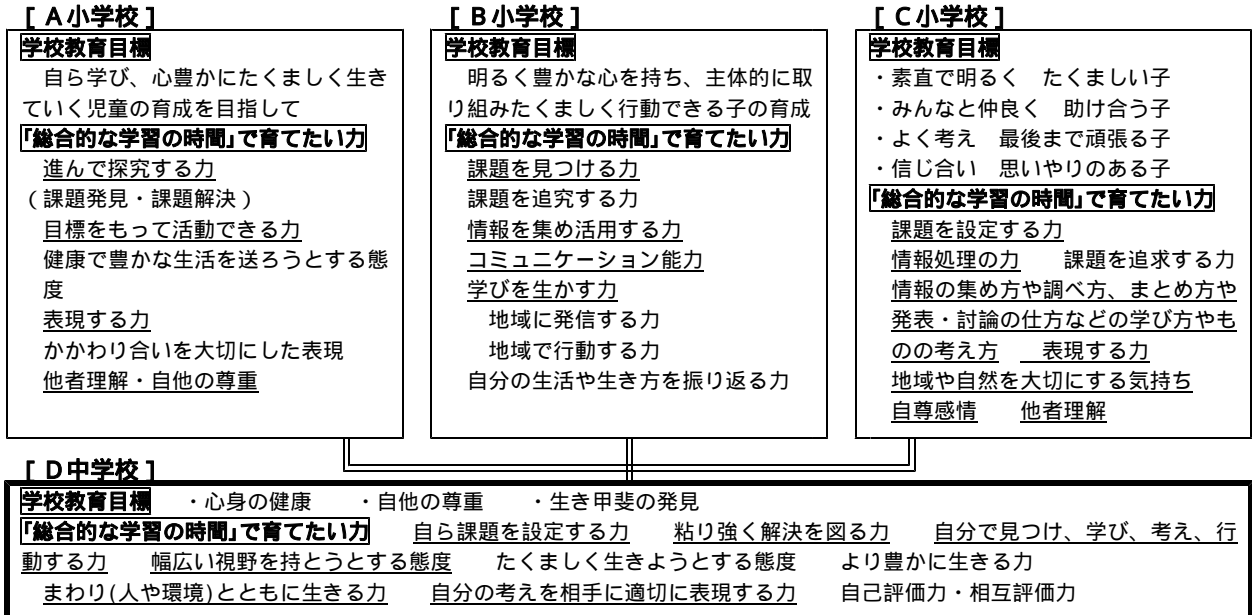 [ A小学校 ]
学校教育目標
自ら学び、心豊かにたくましく生き
ていく児童の育成を目指して
「総合的な学習の時間」で育てたい力
進んで探究する力
(課題発見・課題解決)
目標をもって活動できる力
健康で豊かな生活を送ろうとする態
度
表現する力
かかわり合いを大切にした表現
他者理解・自他の尊重
[ B小学校 ]
学校教育目標
明るく豊かな心を持ち、主体的に取
り組みたくましく行動できる子の育成
「総合的な学習の時間」で育てたい力
課題を見つける力
課題を追究する力
情報を集め活用する力
コミュニケーション能力
学びを生かす力
地域に発信する力
地域で行動する力
自分の生活や生き方を振り返る力
[ C小学校 ]
学校教育目標
・素直で明るく たくましい子
・みんなと仲良く 助け合う子
・よく考え 最後まで頑張る子
・信じ合い 思いやりのある子
「総合的な学習の時間」で育てたい力
課題を設定する力
情報処理の力 課題を追求する力
情報の集め方や調べ方、まとめ方や
発表・討論の仕方などの学び方やも
のの考え方 表現する力
地域や自然を大切にする気持ち
自尊感情 他者理解
[ D中学校 ]
学校教育目標 ・心身の健康 ・自他の尊重 ・生き甲斐の発見
「総合的な学習の時間」で育てたい力 自ら課題を設定する力 粘り強く解決を図る力 自分で見つけ、学び、考え、行
動する力 幅広い視野を持とうとする態度 たくましく生きようとする態度 より豊かに生きる力
まわり(人や環境)とともに生きる力 自分の考えを相手に適切に表現する力 自己評価力・相互評価力